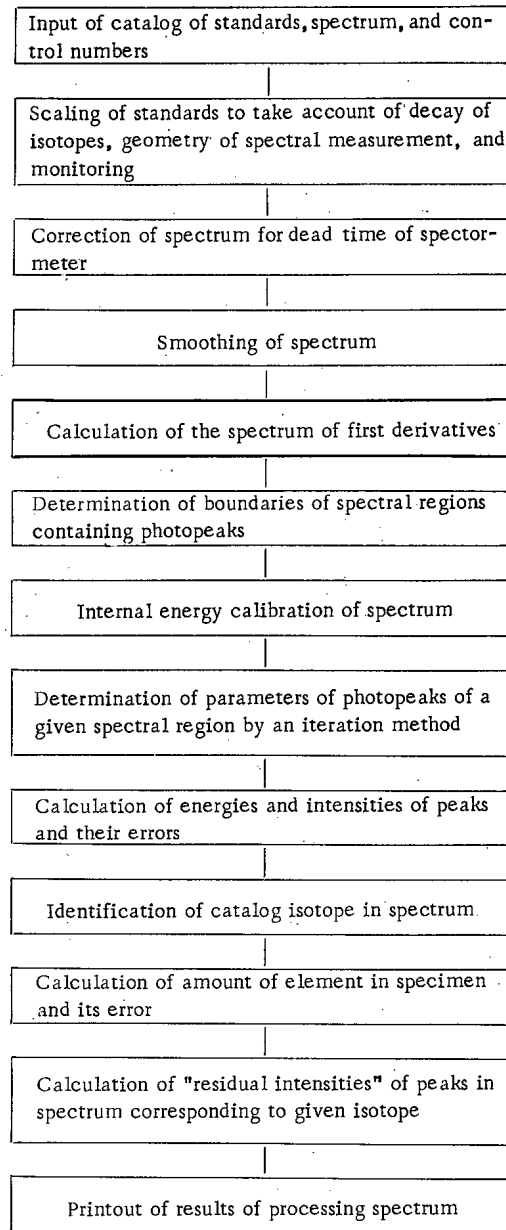 Input of catalog of standards, spectrum, and con-
trol numbers
Scaling of standards to take account of decay of
isotopes, geometry of spectral measurement, and
monitoring
Correction of spectrum for dead time of spector-
meter
Smoothing of spectrum
Calculation of the spectrum of first derivatives
Determination of boundaries of spectral regions
containing photopeaks
Internal energy calibration of spectrum
Determination of parameters of photopeaks of a
given spectral region by an iteration method
Calculation of energies and intensities of peaks
and their errors
Identification of catalog isotope in spectrum
Calculation of amount of element in specimen
and its error
Calculation of "residual intensities" of peaks in
spectrum corresponding to given isotope
Printout of results of processing spectrum